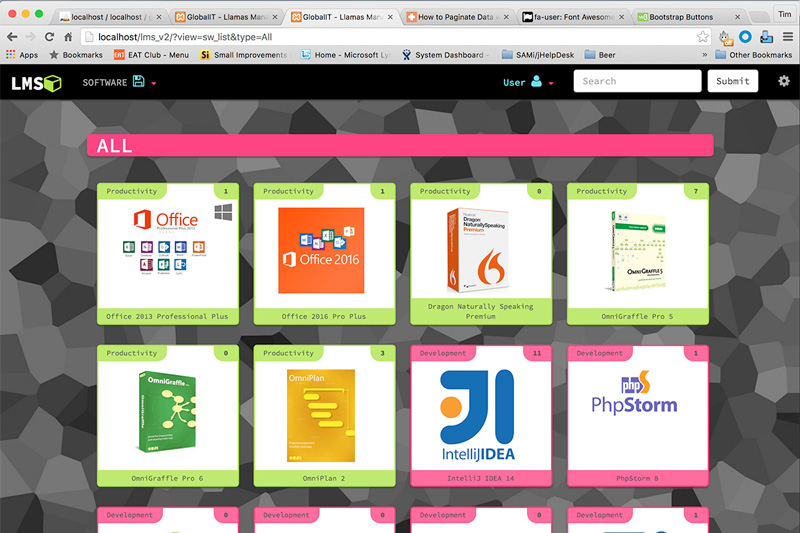 localhost / localhost / g
GlobalIT - Llamas Mana
GlobalIT - Llamas Mana
How to Paginate Data w
fa-user: Font Awesome
Bootstrap Buttons
Tim
localhost/lms_v2/?view=sw_list&type=All
Apps
Bookmarks
EAT Club - Menu
Small Improvements
Home - Microsoft Lyn
System Dashboard -
SAMi/jHelpDesk
Beer
Other Bookmarks
LMS
SOFTWARE
User
Search
Submit
ALL
Productivity 1
Office
Office 2013 Professional Plus
Productivity 1
Office 2016
Office 2016 Pro Plus
Productivity 0
Dragon
NaturallySpeaking
Premium
Dragon Naturally Speaking
Premium
Productivity 7
OmniGraffle 5
OmniGraffle Pro 5
Productivity 0
OmniGraffle
OmniGraffle Pro 6
Productivity 3
OmniPlan
OmniPlan 2
Development 11
IntelliJIDEA
IntelliJ IDEA 14
Development 1
php
PhpStorm
PhpStorm 8
Development 0
Development 0
Development 0
Development 1